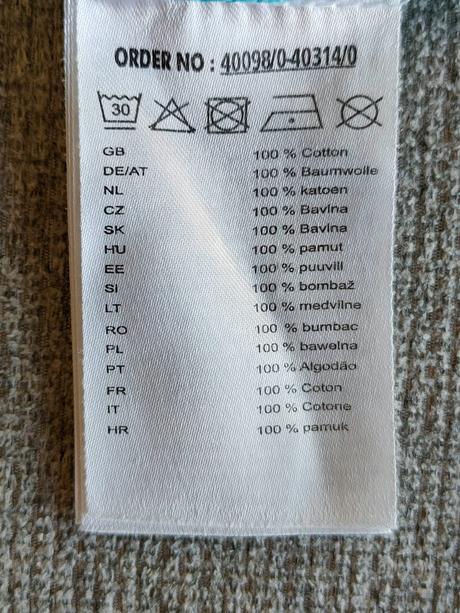 ORDER NO : 40098/0-40314/0
30
GB 100 % Cotton
DE/AT 100 % Baumwolle
NL 100 % katoen
CZ 100 % Bavlna
SK 100 % Bavlna
HU 100 % pamut
EE 100 % puuvill
SI 100 % bombaž
LT 100 % medvilne
RO 100 % bumbac
PL 100 % bawelna
PT 100 % Algodão
FR 100 % Coton
IT 100 % Cotone
HR 100 % pamuk